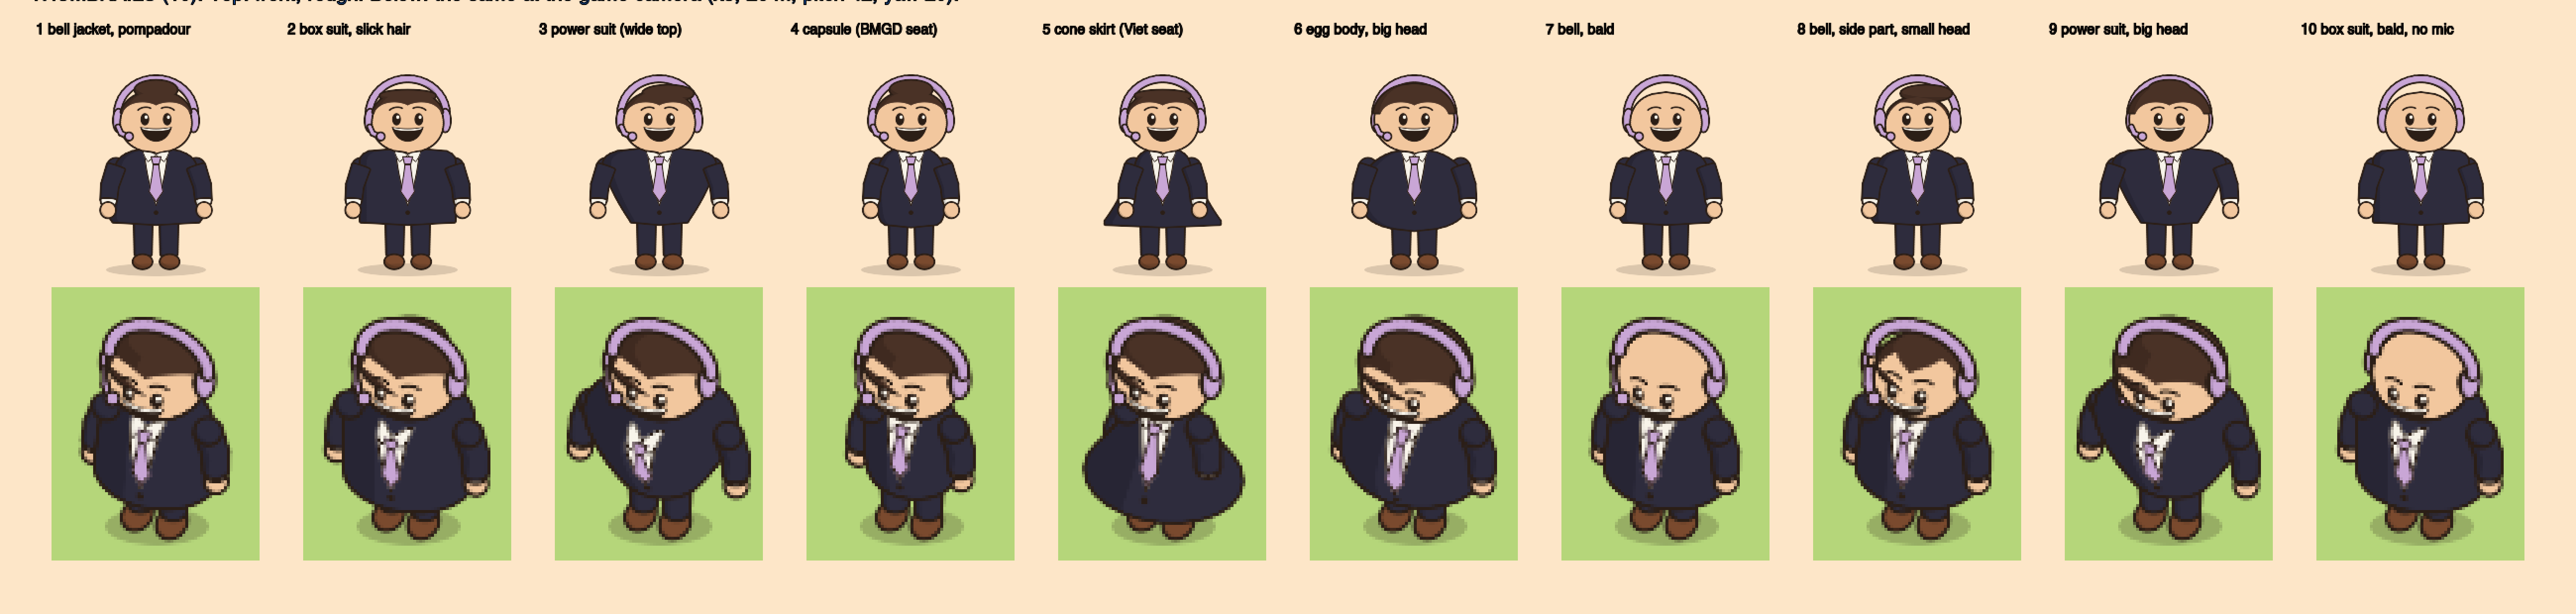 1 bell jacket, pompadour
2 box suit, slick hair
3 power suit (wide top)
4 capsule (BMGD seat)
5 cone skirt (Viet seat)
6 egg body, big head
7 bell, bald
8 bell, side part, small head
9 power suit, big head
10 box suit, bald, no mic